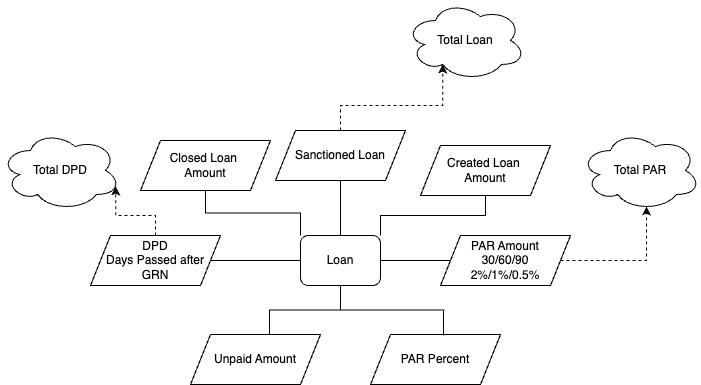 Total Loan
Closed Loan
Amount
Sanctioned Loan
Created Loan
Amount
Total DPD
Total PAR
DPD
Days Passed after
GRN
Loan
PAR Amount
30/60/90
2%/1%/0.5%
Unpaid Amount
PAR Percent